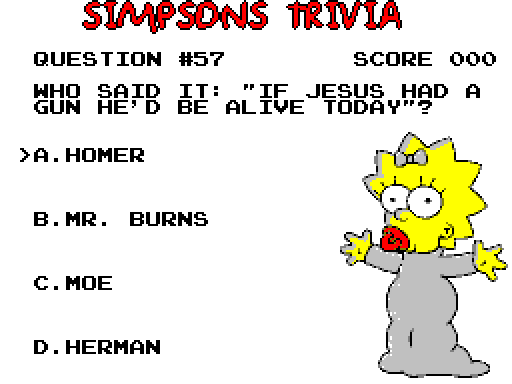 SIMPSONS TRIVIA
QUESTION #57 SCORE 000
WHO SAID IT: "IF JESUS HAD A
GUN HE'D BE ALIVE TODAY"?
>A.HOMER
B.MR. BURNS
C.MOE
D.HERMAN